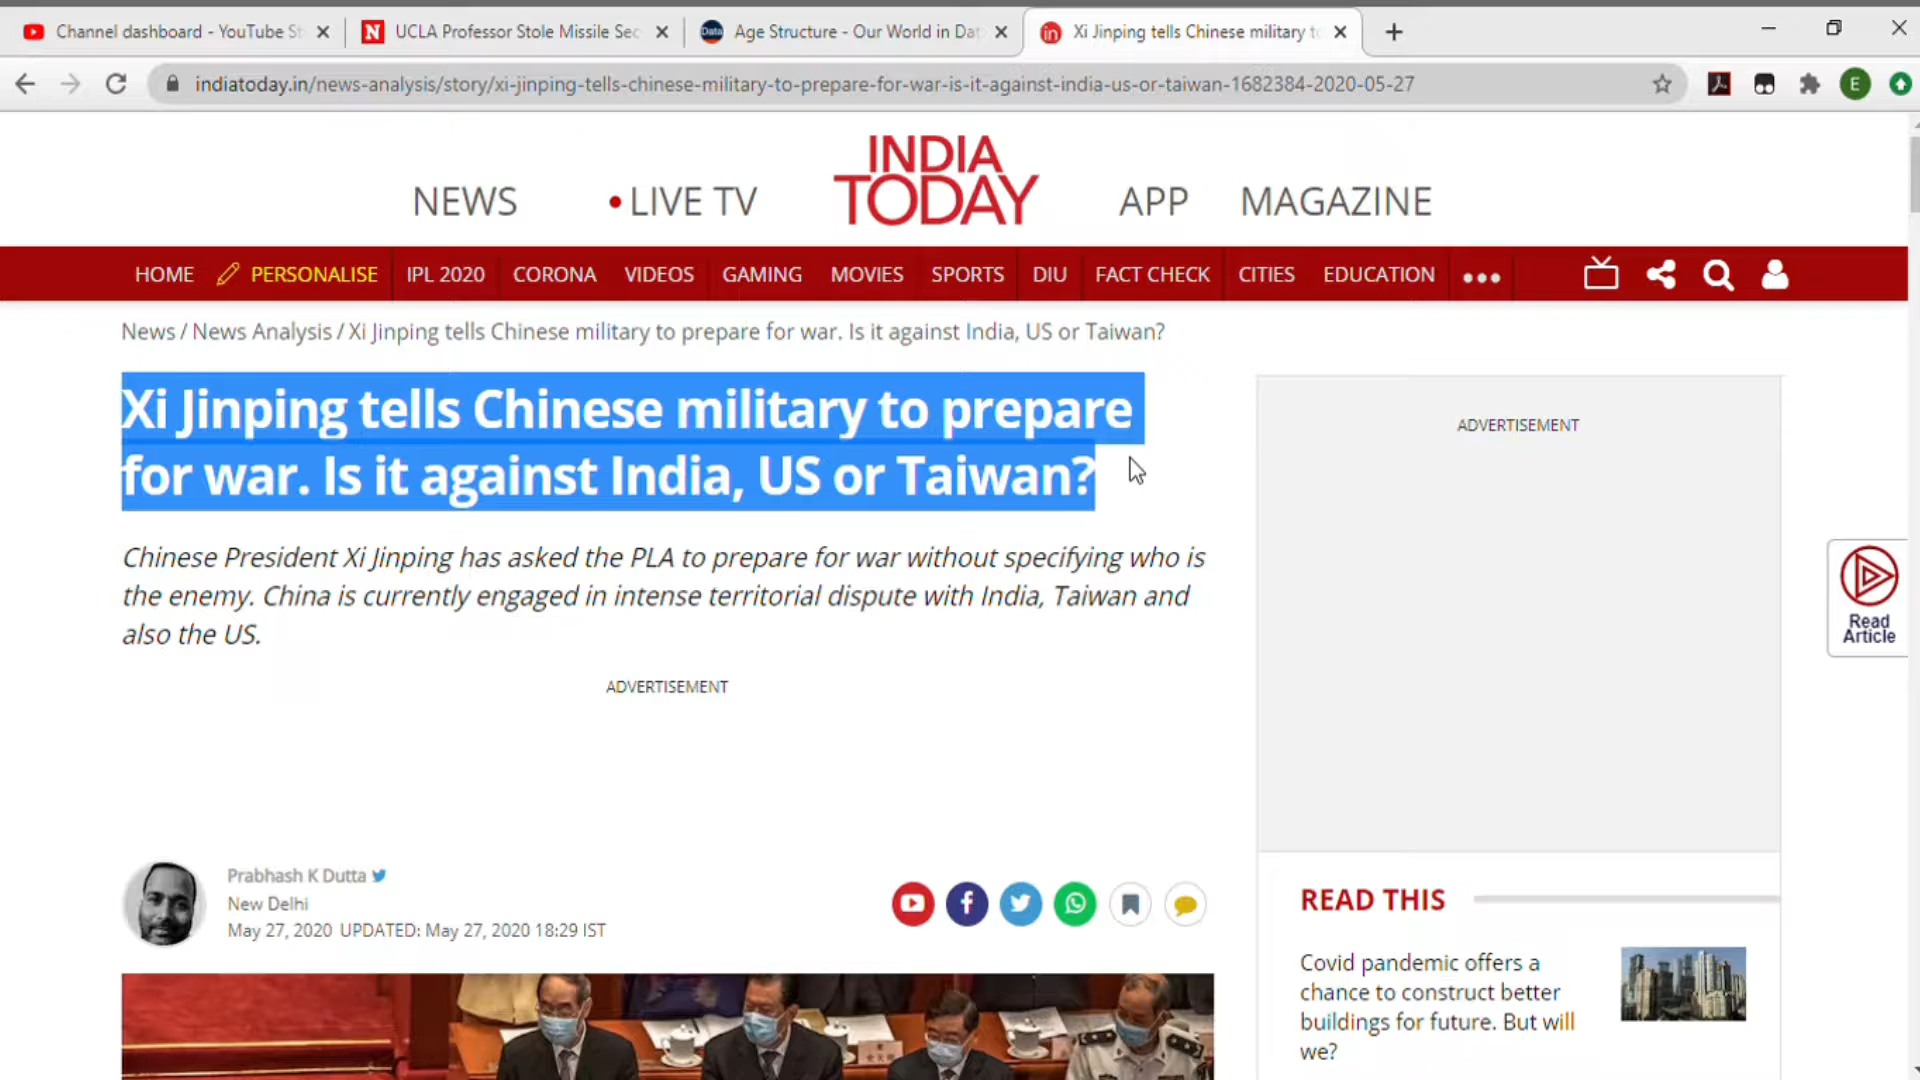 Channel dashboard - YouTube St
UCLA Professor Stole Missile Sec
Age Structure - Our World in Dat
Xi Jinping tells Chinese military to
indiatoday.in/news-analysis/story/xi-jinping-tells-chinese-military-to-prepare-for-war-is-it-against-india-us-or-taiwan-1682384-2020-05-27
E
NEWS
LIVE TV
INDIA
TODAY
APP
MAGAZINE
HOME
PERSONALISE
IPL 2020
CORONA
VIDEOS
GAMING
MOVIES
SPORTS
DIU
FACT CHECK
CITIES
EDUCATION
News / News Analysis / Xi Jinping tells Chinese military to prepare for war. Is it against India, US or Taiwan?
Xi Jinping tells Chinese military to prepare
for war. Is it against India, US or Taiwan?
Chinese President Xi Jinping has asked the PLA to prepare for war without specifying who is
the enemy. China is currently engaged in intense territorial dispute with India, Taiwan and
also the US.
ADVERTISEMENT
Prabhash K Dutta
New Delhi
May 27, 2020 UPDATED: May 27, 2020 18:29 IST
ADVERTISEMENT
Read
Article
READ THIS
Covid pandemic offers a
chance to construct better
buildings for future. But will
we?